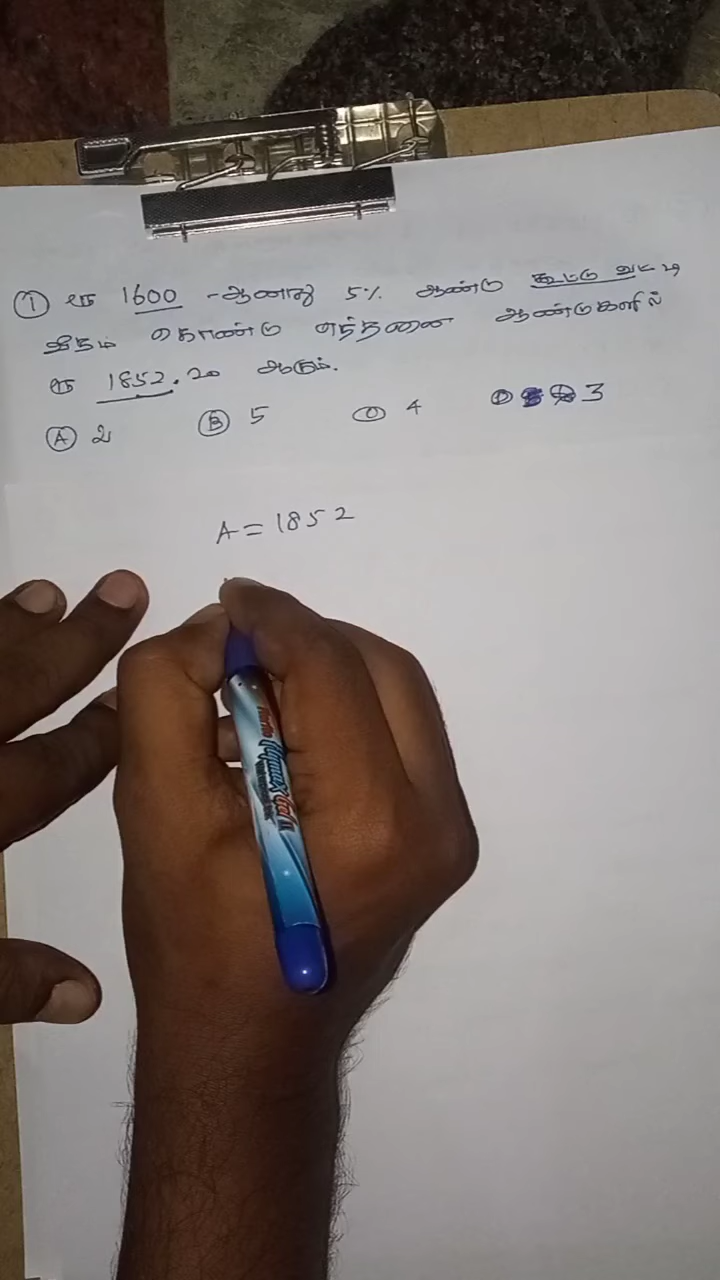 ① ரூ 1600 -ஆனது 5% ஆண்டு கூட்டு வட்டி
வீதம் கொண்டு எத்தனை ஆண்டுகளில்
ரூ 1852.20 ஆகும்.
Ⓐ 2 Ⓑ 5 Ⓒ 4 Ⓓ 3
A = 1852